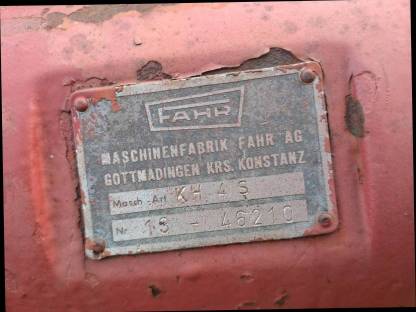 FAHR
MASCHINENFABRIK FAHR AG
GOTTMADINGEN KRS. KONSTANZ
Masch.-Art KH 4 S
Nr. 15 - 46210